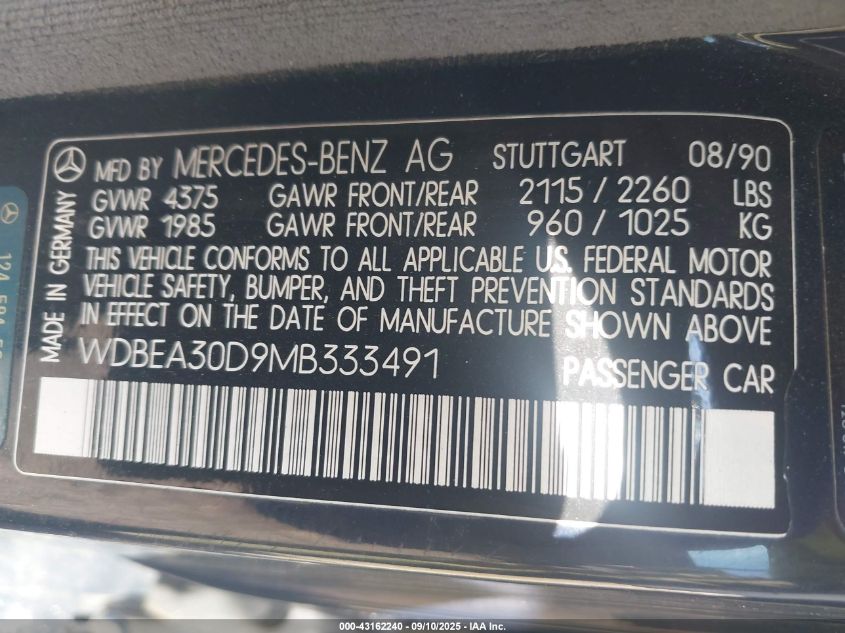 MFD BY MERCEDES-BENZ AG STUTTGART 08/90
GVWR 4375 GAWR FRONT/REAR 2115 / 2260 LBS
GVWR 1985 GAWR FRONT/REAR 960 / 1025 KG
THIS VEHICLE CONFORMS TO ALL APPLICABLE U.S. FEDERAL MOTOR
VEHICLE SAFETY, BUMPER, AND THEFT PREVENTION STANDARDS
IN EFFECT ON THE DATE OF MANUFACTURE SHOWN ABOVE
WDBEA30D9MB333491 PASSENGER CAR
MADE IN GERMANY
124 584
000-43162240 - 09/10/2025 - IAA Inc.